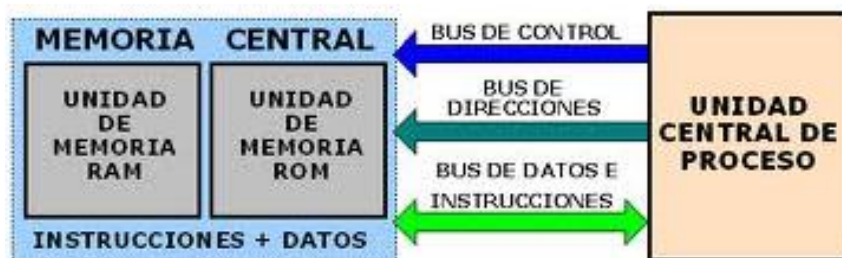 MEMORIA CENTRAL
UNIDAD
DE
MEMORIA
RAM
UNIDAD
DE
MEMORIA
ROM
INSTRUCCIONES + DATOS
BUS DE CONTROL
BUS DE
DIRECCIONES
BUS DE DATOS E
INSTRUCCIONES
UNIDAD
CENTRAL DE
PROCESO